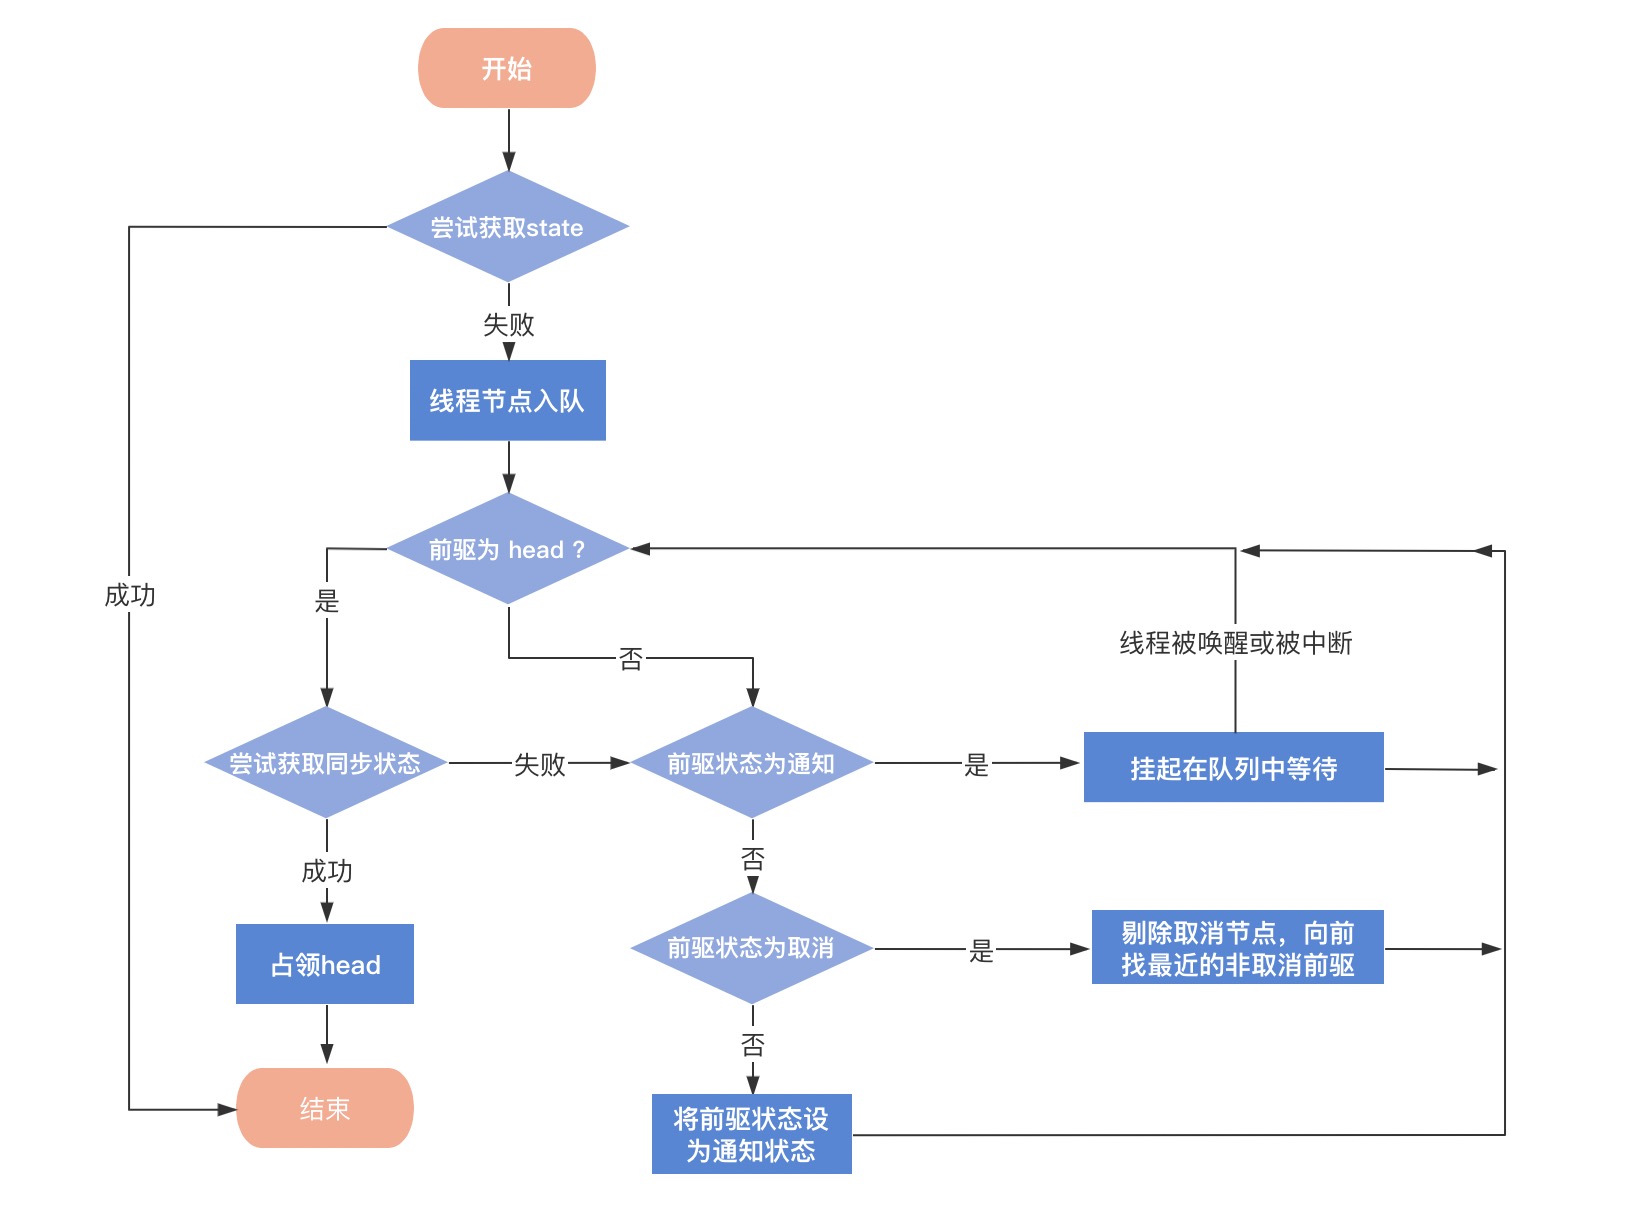 开始
尝试获取state
失败
线程节点入队
前驱为 head ?
成功
是
线程被唤醒或被中断
否
尝试获取同步状态
失败
前驱状态为通知
是
挂起在队列中等待
否
成功
前驱状态为取消
是
剔除取消节点，向前
找最近的非取消前驱
占领head
否
结束
将前驱状态设
为通知状态